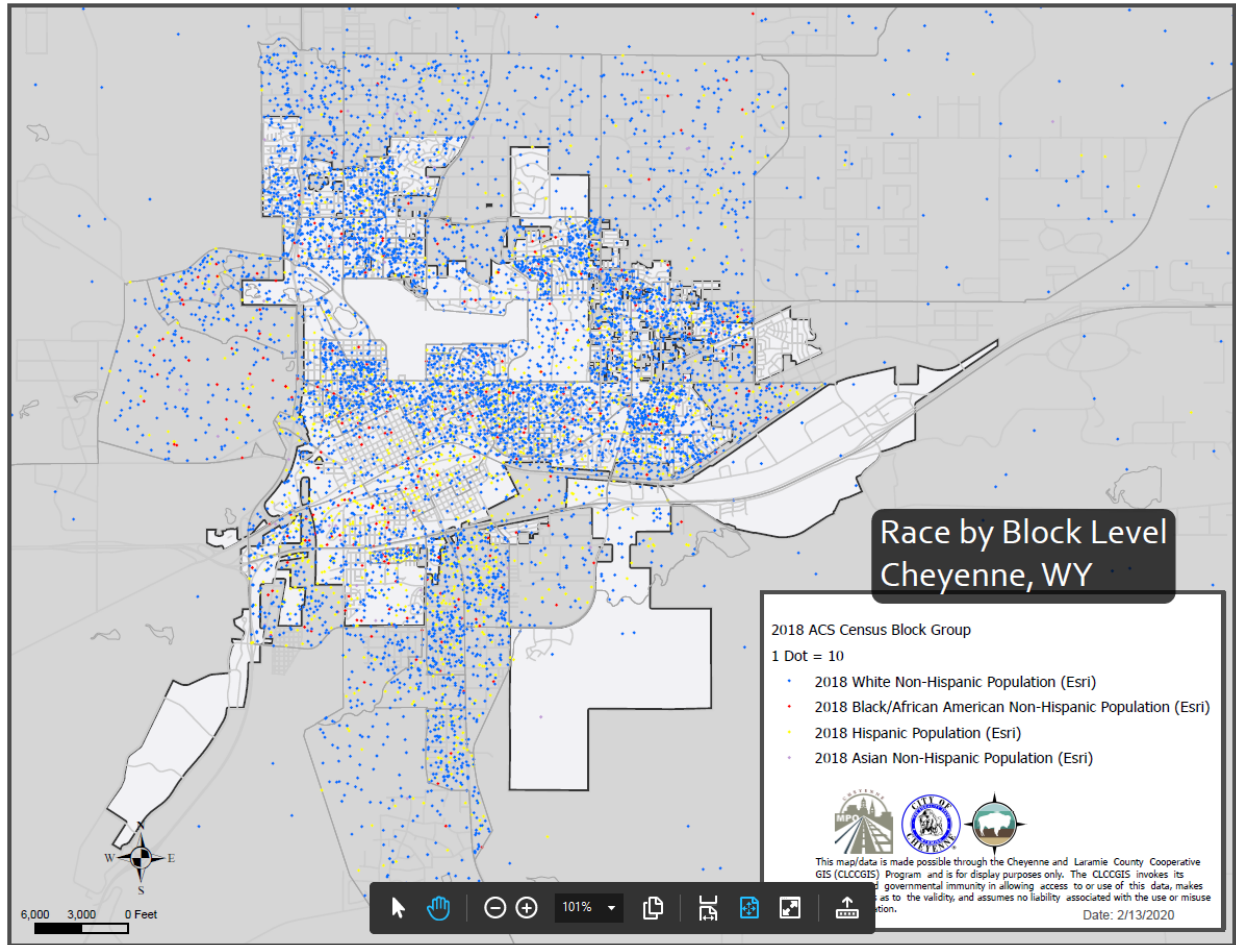 Race by Block Level
Cheyenne, WY
2018 ACS Census Block Group
1 Dot = 10
2018 White Non-Hispanic Population (Esri)
2018 Black/African American Non-Hispanic Population (Esri)
2018 Hispanic Population (Esri)
2018 Asian Non-Hispanic Population (Esri)
CHEYENNE
MPO
CITY OF
CHEYENNE
This map/data is made possible through the Cheyenne and Laramie County Cooperative
GIS (CLCCGIS) Program and is for display purposes only. The CLCCGIS invokes its
governmental immunity in allowing access to or use of this data, makes
as to the validity, and assumes no liability associated with the use or misuse
Date: 2/13/2020
N
W E
S
6,000 3,000 0 Feet
101%